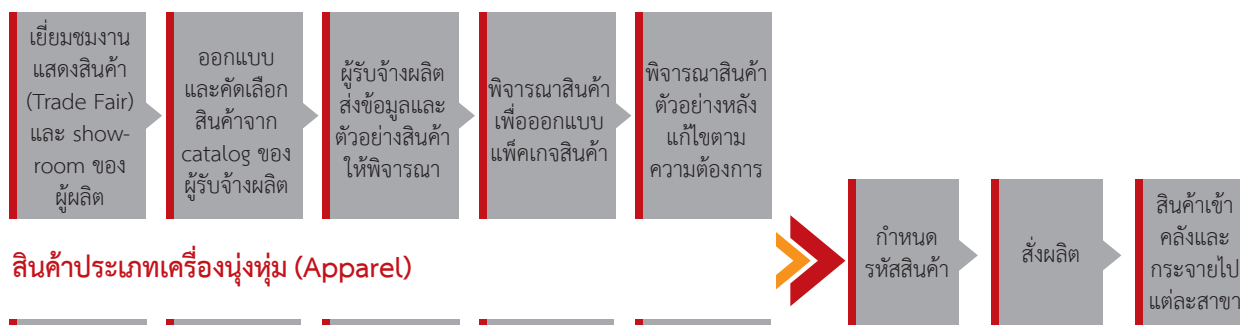 เยี่ยมชมงาน
แสดงสินค้า
(Trade Fair)
และ show-
room ของ
ผู้ผลิต
ออกแบบ
และคัดเลือก
สินค้าจาก
catalog ของ
ผู้รับจ้างผลิต
ผู้รับจ้างผลิต
ส่งข้อมูลและ
ตัวอย่างสินค้า
ให้พิจารณา
พิจารณาสินค้า
เพื่อออกแบบ
แพ็คเกจสินค้า
พิจารณาสินค้า
ตัวอย่างหลัง
แก้ไขตาม
ความต้องการ
สินค้าประเภทเครื่องนุ่งหุ่ม (Apparel)
กำหนด
รหัสสินค้า
สั่งผลิต
สินค้าเข้า
คลังและ
กระจายไป
แต่ละสาขา